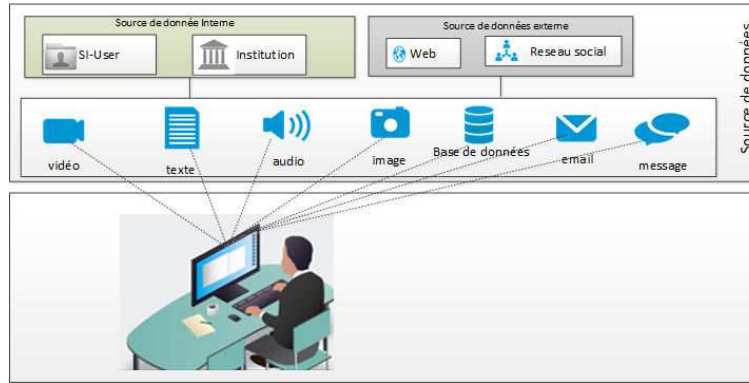 Source de donnée Interne
Source de données externe
SI-User
Institution
Web
Reseau social
Source de données
vidéo
texte
audio
image
Base de données
email
message